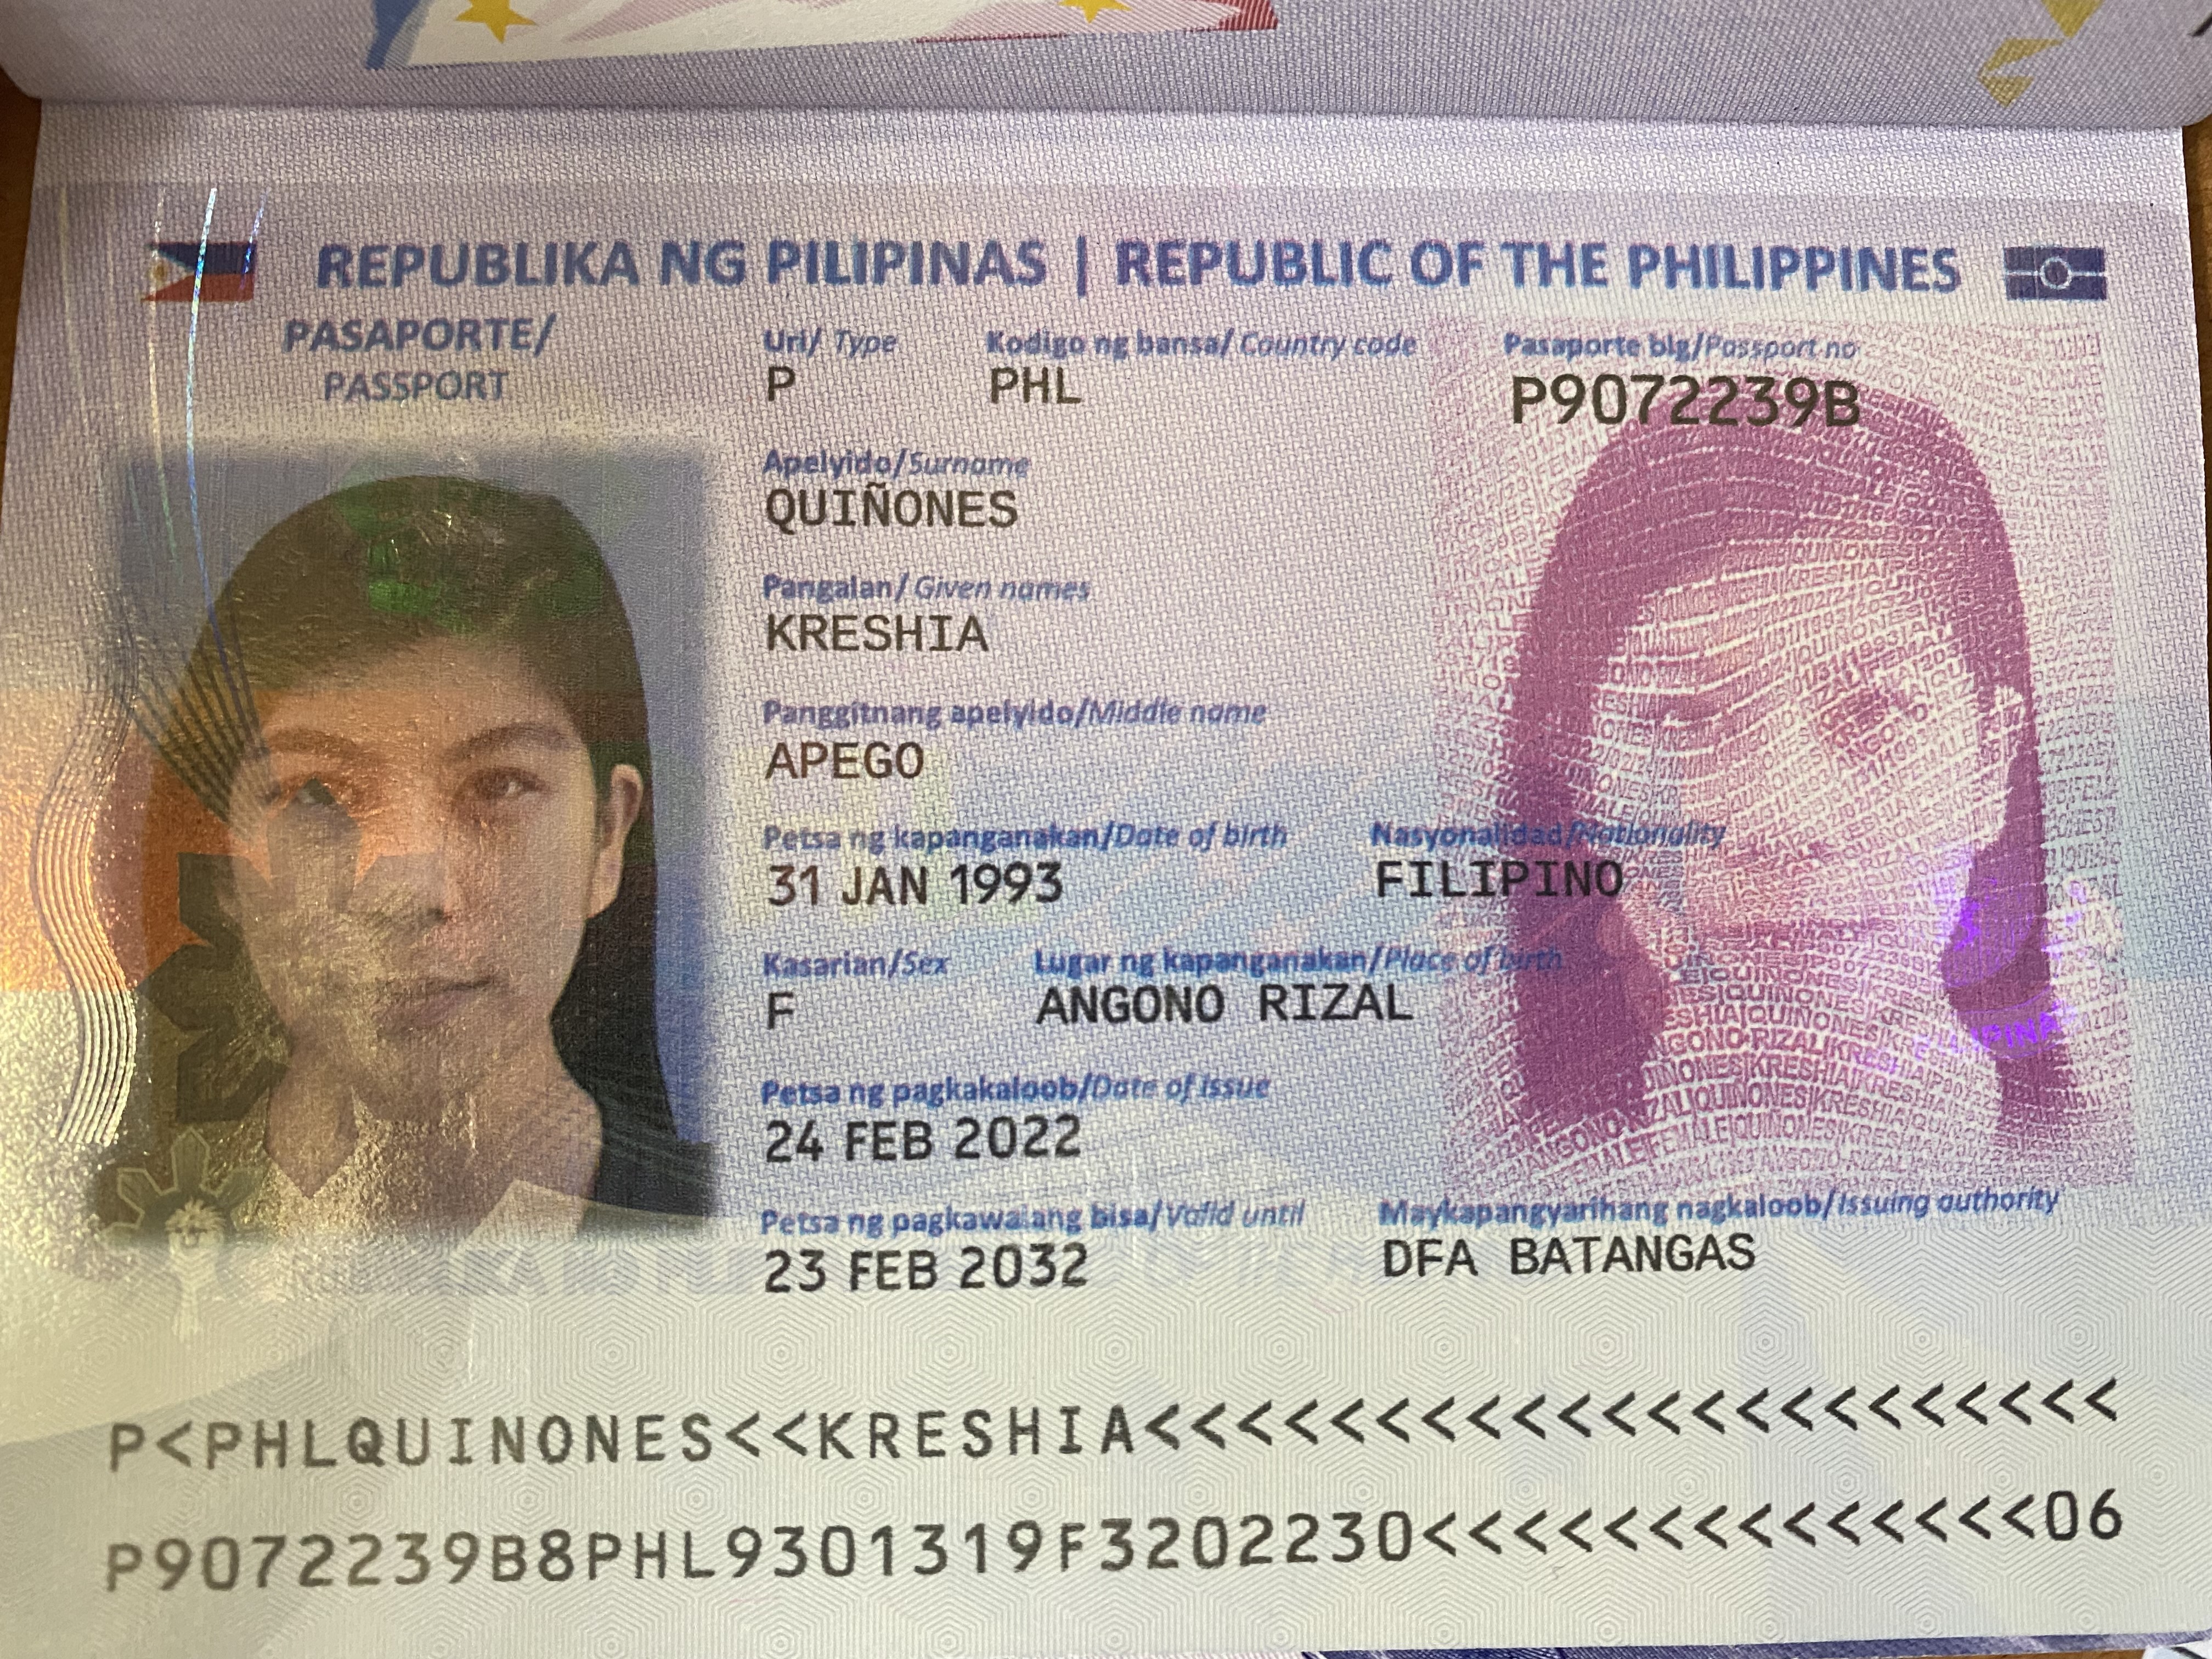 REPUBLIKA NG PILIPINAS | REPUBLIC OF THE PHILIPPINES
PASAPORTE/
PASSPORT
Uri/ Type Kodigo ng bansa/ Country code Pasaporte blg/Passport no
P PHL P9072239B
Apelyido/Surname
QUIÑONES
Pangalan/ Given names
KRESHIA
Panggitnang apelyido/Middle name
APEGO
Petsa ng kapanganakan/Date of birth Nasyonalidad/Nationality
31 JAN 1993 FILIPINO
Kasarian/Sex Lugar ng kapanganakan/Place of birth
F ANGONO RIZAL
Petsa ng pagkakaloob/Date of issue
24 FEB 2022
Petsa ng pagkawalang bisa/Valid until Maykapangyarihang nagkaloob/Issuing authority
23 FEB 2032 DFA BATANGAS
P<PHLQUINONES<<KRESHIA<<<<<<<<<<<<<<<<<<<<<<
P9072239B8PHL9301319F3202230<<<<<<<<<<<<<<06